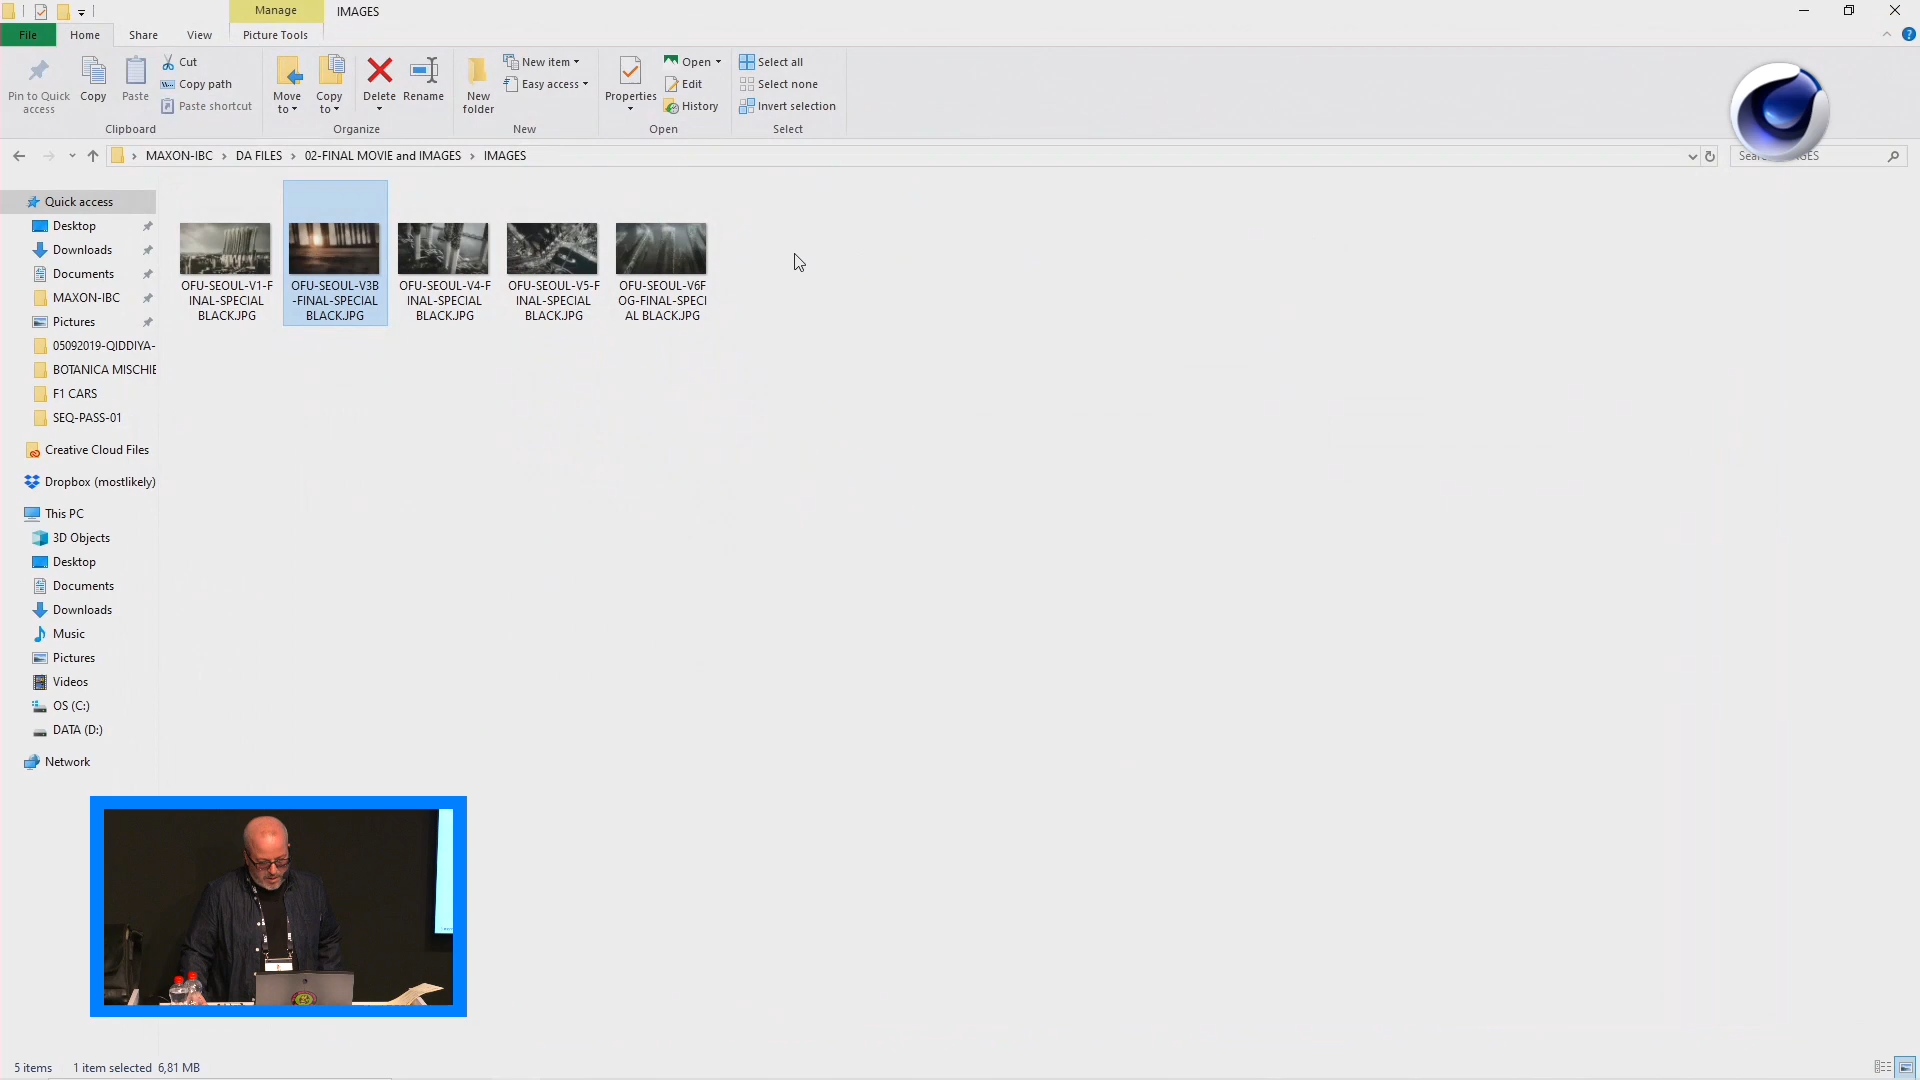 Manage
IMAGES
File
Home
Share
View
Picture Tools
Pin to Quick
access
Copy
Paste
Cut
Copy path
Paste shortcut
Clipboard
Move
to
Copy
to
Delete
Rename
Organize
New
folder
New item
Easy access
New
Properties
Open
Edit
History
Open
Select all
Select none
Invert selection
Select
MAXON-IBC
DA FILES
02-FINAL MOVIE and IMAGES
IMAGES
Quick access
Desktop
Downloads
Documents
MAXON-IBC
Pictures
05092019-QIDDIYA-
BOTANICA MISCHIE
F1 CARS
SEQ-PASS-01
Creative Cloud Files
Dropbox (mostlikely)
This PC
3D Objects
Desktop
Documents
Downloads
Music
Pictures
Videos
OS (C:)
DATA (D:)
Network
OFU-SEOUL-V1-F
INAL-SPECIAL
BLACK.JPG
OFU-SEOUL-V3B
-FINAL-SPECIAL
BLACK.JPG
OFU-SEOUL-V4-F
INAL-SPECIAL
BLACK.JPG
OFU-SEOUL-V5-F
INAL-SPECIAL
BLACK.JPG
OFU-SEOUL-V6F
OG-FINAL-SPECI
AL BLACK.JPG
5 items
1 item selected 6,81 MB